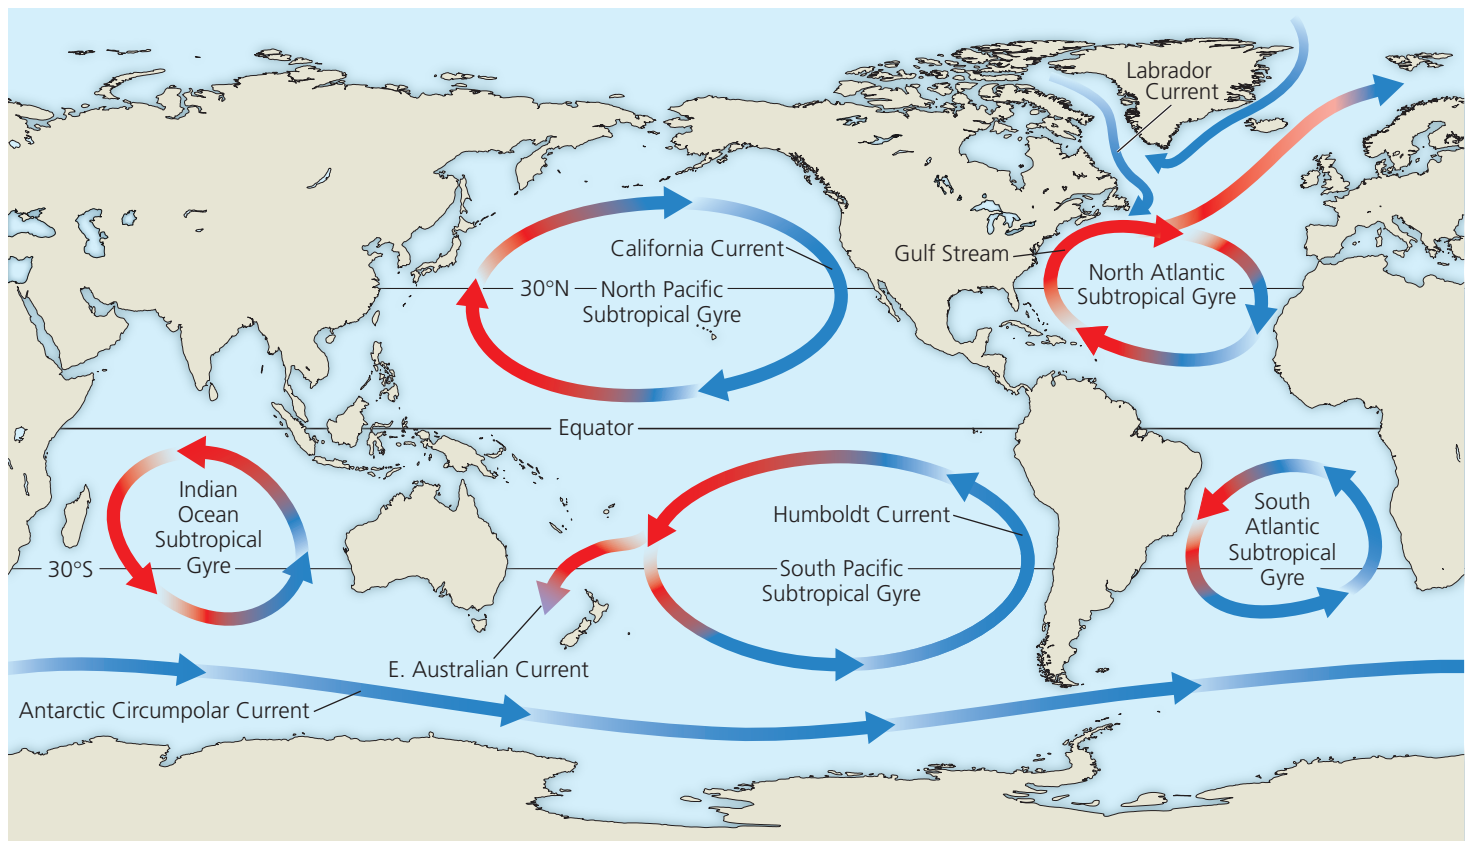 Labrador
Current
California Current
Gulf Stream
North Atlantic
Subtropical Gyre
30°N
North Pacific
Subtropical Gyre
Equator
Indian
Ocean
Subtropical
Gyre
30°S
Humboldt Current
South Pacific
Subtropical Gyre
South
Atlantic
Subtropical
Gyre
E. Australian Current
Antarctic Circumpolar Current